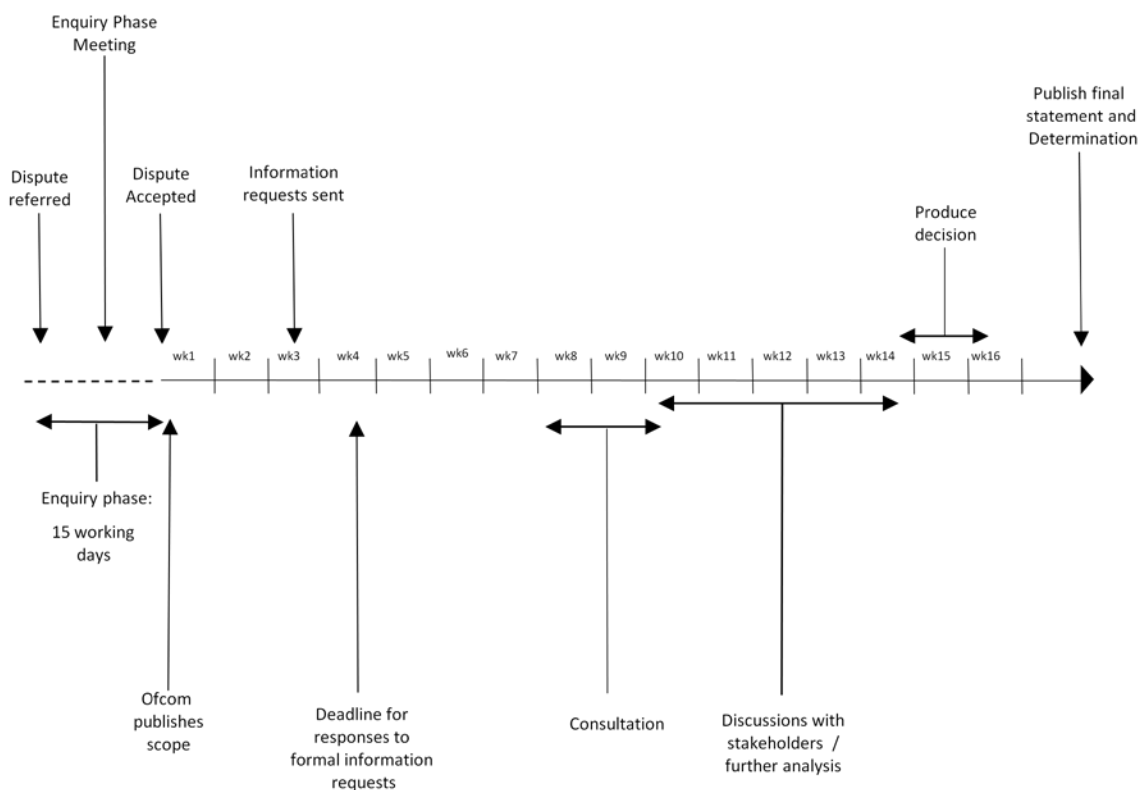 Enquiry Phase
Meeting
Publish final
statement and
Determination
Dispute
referred
Dispute
Accepted
Information
requests sent
Produce
decision
wk1 wk2 wk3 wk4 wk5 wk6 wk7 wk8 wk9 wk10 wk11 wk12 wk13 wk14 wk15 wk16
Enquiry phase:
15 working
days
Ofcom
publishes
scope
Deadline for
responses to
formal information
requests
Consultation
Discussions with
stakeholders /
further analysis